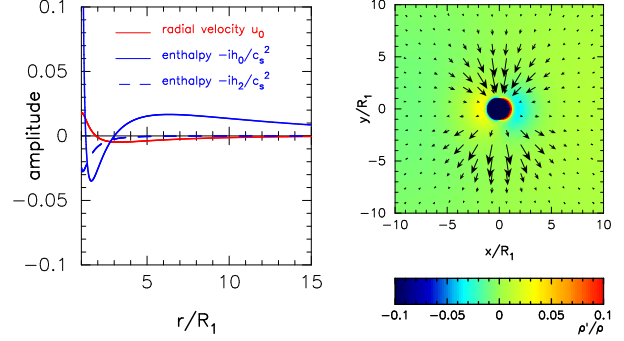 0.1
0.05
0
−0.05
−0.1
amplitude
radial velocity u0
enthalpy −ih0/cs2
enthalpy −ih2/cs2
5 10 15
r/R1
10
5
0
−5
−10
y/R1
−10 −5 0 5 10
x/R1
−0.1 −0.05 0 0.05 0.1
ρ'/ρ